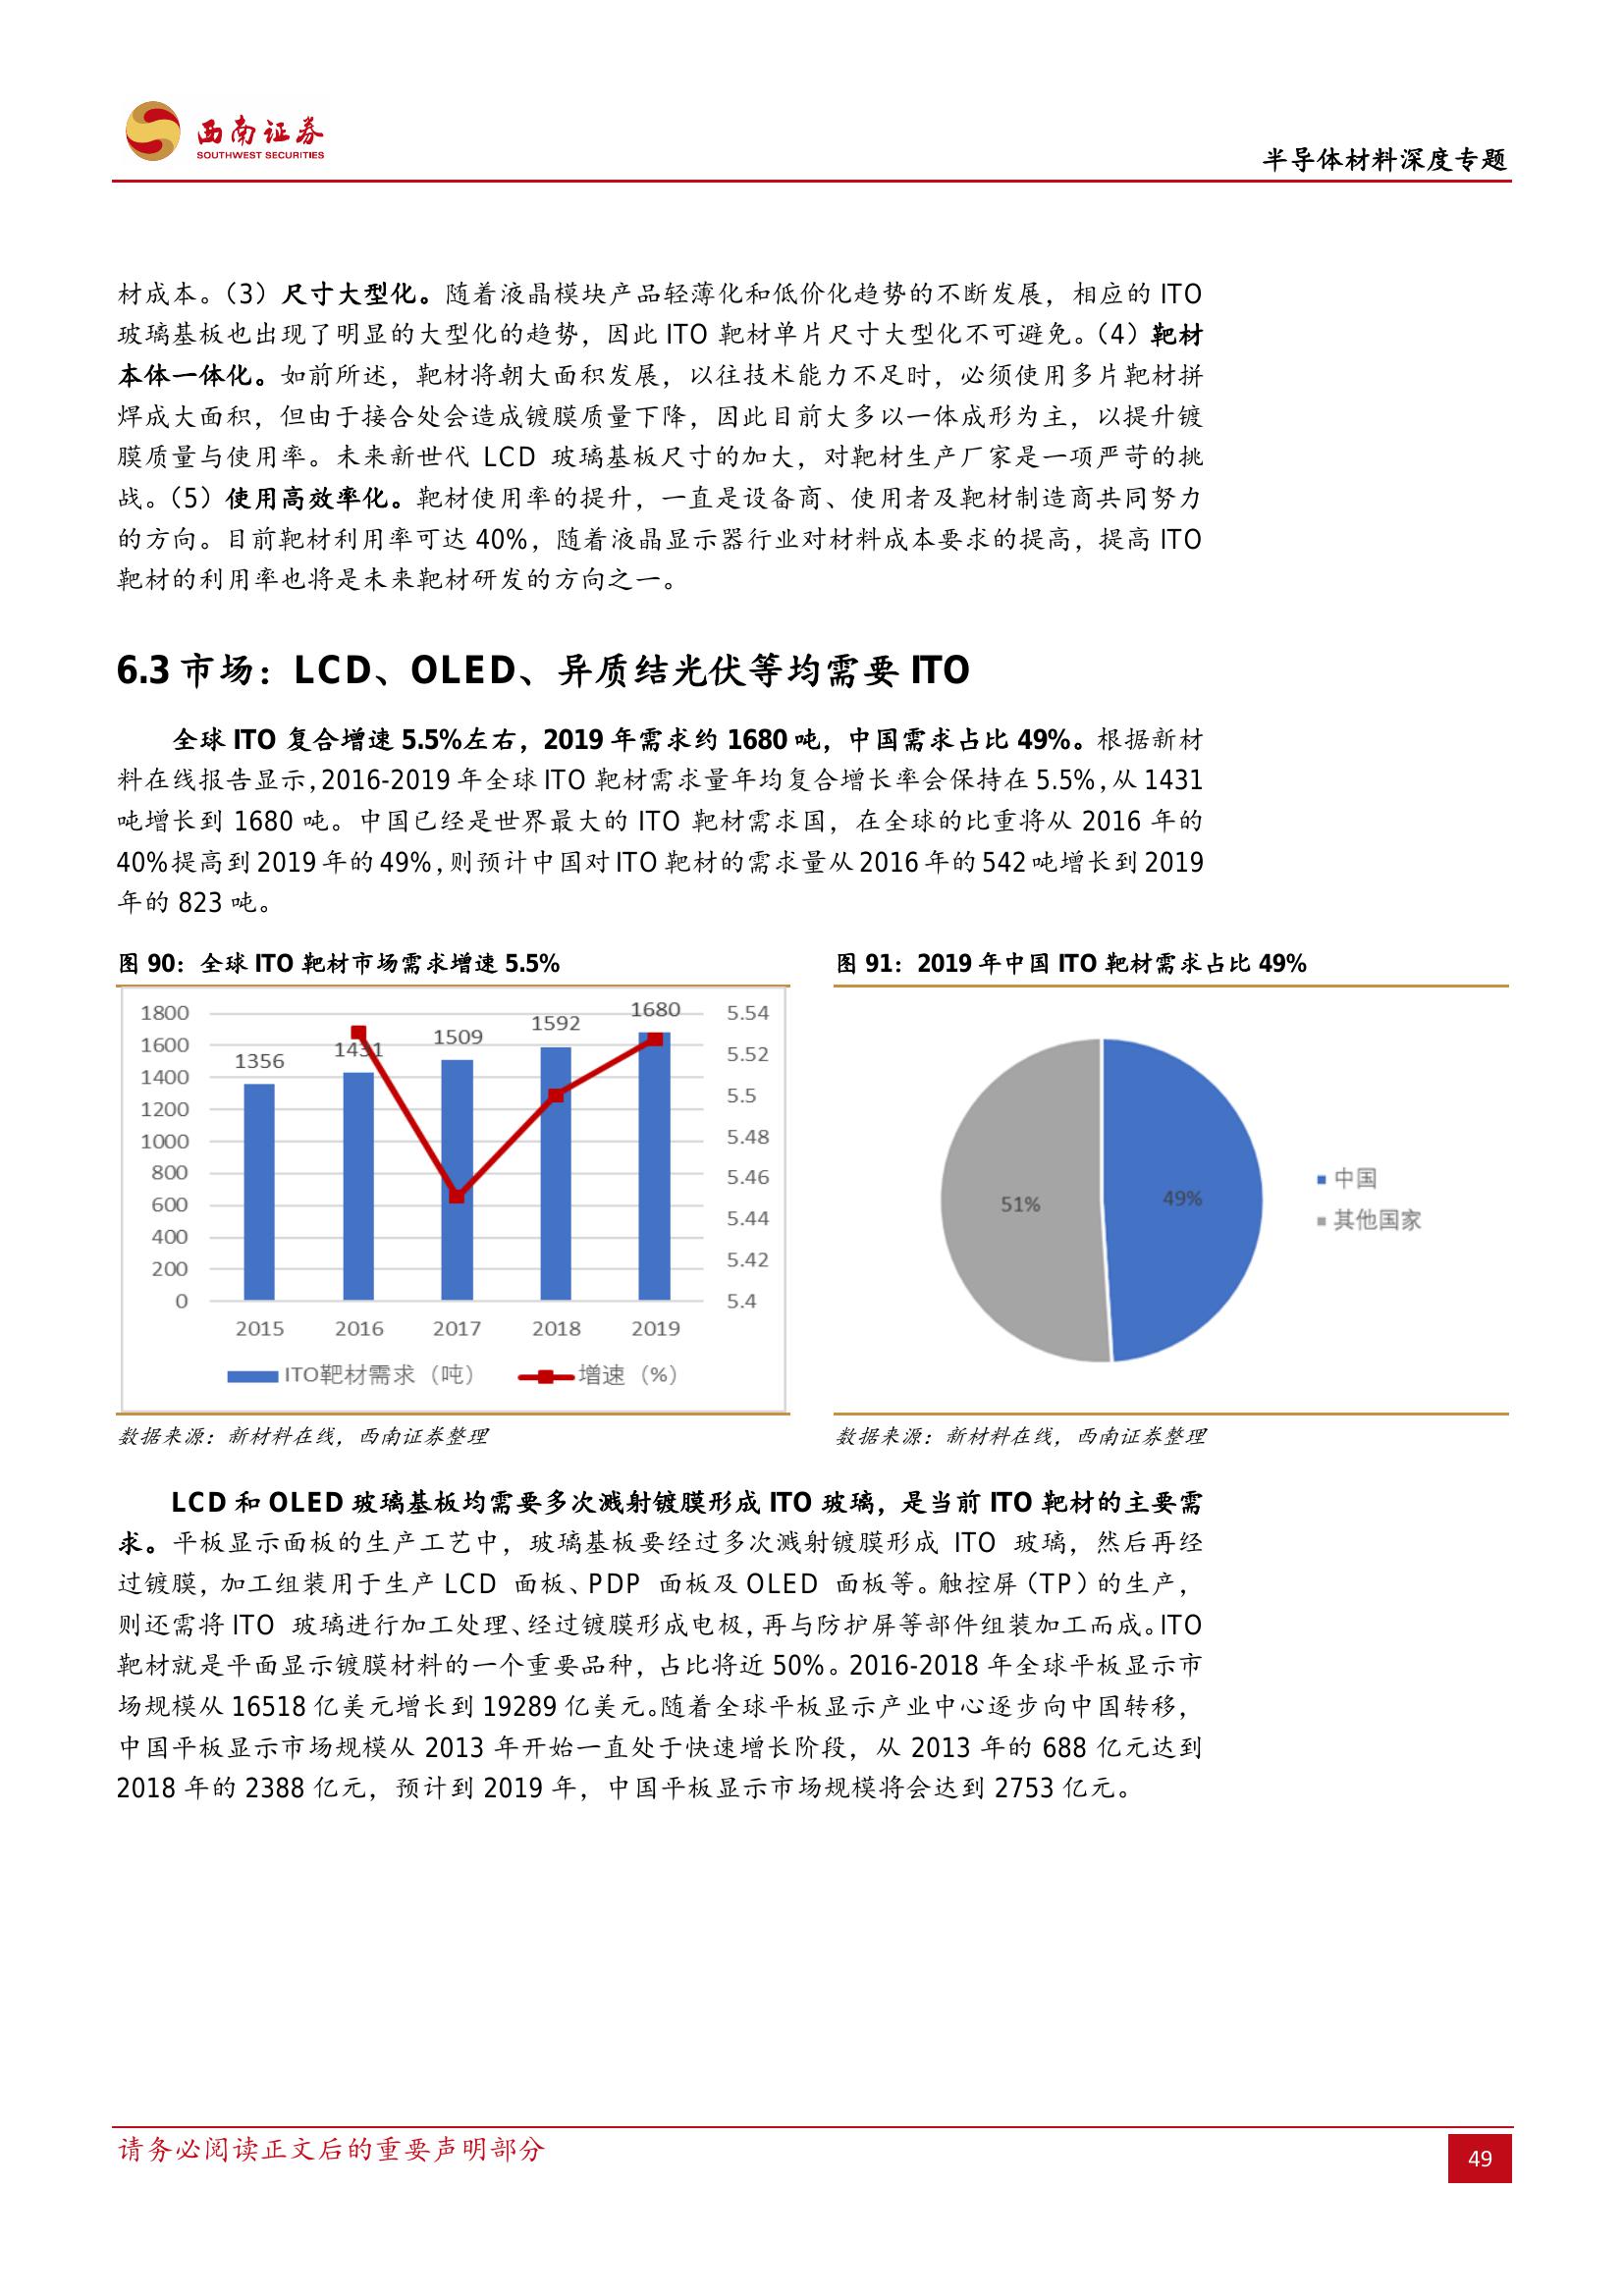 西南证券
SOUTHWEST SECURITIES
半导体材料深度专题
材成本。（3）尺寸大型化。随着液晶模块产品轻薄化和低价化趋势的不断发展，相应的 ITO
玻璃基板也出现了明显的大型化的趋势，因此 ITO 靶材单片尺寸大型化不可避免。（4）靶材
本体一体化。如前所述，靶材将朝大面积发展，以往技术能力不足时，必须使用多片靶材拼
焊成大面积，但由于接合处会造成镀膜质量下降，因此目前大多以一体成形为主，以提升镀
膜质量与使用率。未来新世代 LCD 玻璃基板尺寸的加大，对靶材生产厂家是一项严苛的挑
战。（5）使用高效率化。靶材使用率的提升，一直是设备商、使用者及靶材制造商共同努力
的方向。目前靶材利用率可达 40%，随着液晶显示器行业对材料成本要求的提高，提高 ITO
靶材的利用率也将是未来靶材研发的方向之一。
6.3 市场：LCD、OLED、异质结光伏等均需要 ITO
全球 ITO 复合增速 5.5%左右，2019 年需求约 1680 吨，中国需求占比 49%。根据新材
料在线报告显示，2016-2019 年全球 ITO 靶材需求量年均复合增长率会保持在 5.5%，从 1431
吨增长到 1680 吨。中国已经是世界最大的 ITO 靶材需求国，在全球的比重将从 2016 年的
40%提高到 2019 年的 49%，则预计中国对 ITO 靶材的需求量从 2016 年的 542 吨增长到 2019
年的 823 吨。
图 90：全球 ITO 靶材市场需求增速 5.5%
1800
1600
1400
1200
1000
800
600
400
200
0
1356
1431
1509
1592
1680
5.54
5.52
5.5
5.48
5.46
5.44
5.42
5.4
2015 2016 2017 2018 2019
ITO靶材需求（吨） 增速（%）
数据来源：新材料在线，西南证券整理
图 91：2019 年中国 ITO 靶材需求占比 49%
51%
49%
中国
其他国家
数据来源：新材料在线，西南证券整理
LCD 和 OLED 玻璃基板均需要多次溅射镀膜形成 ITO 玻璃，是当前 ITO 靶材的主要需
求。平板显示面板的生产工艺中，玻璃基板要经过多次溅射镀膜形成 ITO 玻璃，然后再经
过镀膜，加工组装用于生产 LCD 面板、PDP 面板及 OLED 面板等。触控屏（TP）的生产，
则还需将 ITO 玻璃进行加工处理、经过镀膜形成电极，再与防护屏等部件组装加工而成。ITO
靶材就是平面显示镀膜材料的一个重要品种，占比将近 50%。2016-2018 年全球平板显示市
场规模从 16518 亿美元增长到 19289 亿美元。随着全球平板显示产业中心逐步向中国转移，
中国平板显示市场规模从 2013 年开始一直处于快速增长阶段，从 2013 年的 688 亿元达到
2018 年的 2388 亿元，预计到 2019 年，中国平板显示市场规模将会达到 2753 亿元。
请务必阅读正文后的重要声明部分
49